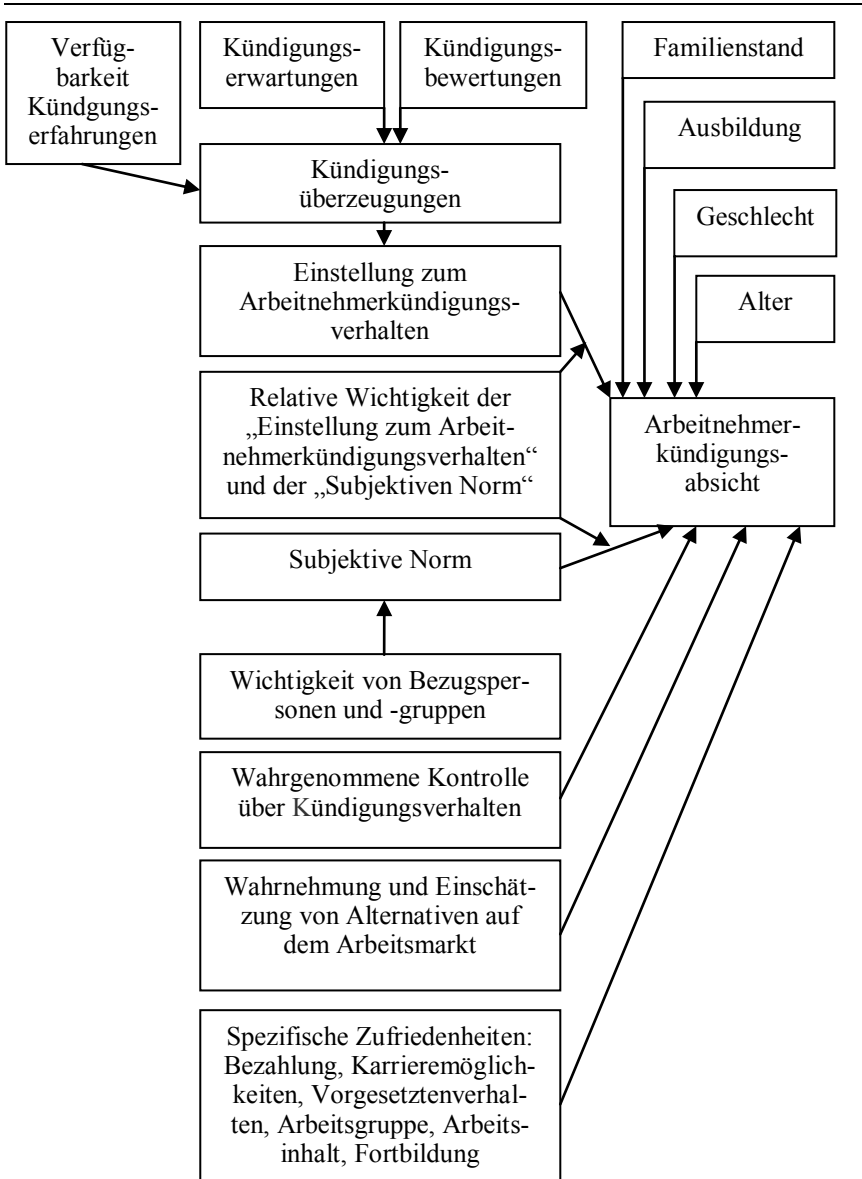 Verfüg-
barkeit
Kündgungs-
erfahrungen
Kündigungs-
erwartungen
Kündigungs-
bewertungen
Familienstand
Ausbildung
Kündigungs-
überzeugungen
Geschlecht
Einstellung zum
Arbeitnehmerkündigungs-
verhalten
Alter
Relative Wichtigkeit der
„Einstellung zum Arbeit-
nehmerkündigungsverhalten“
und der „Subjektiven Norm“
Arbeitnehmer-
kündigungs-
absicht
Subjektive Norm
Wichtigkeit von Bezugsper-
sonen und -gruppen
Wahrgenommene Kontrolle
über Kündigungsverhalten
Wahrnehmung und Einschät-
zung von Alternativen auf
dem Arbeitsmarkt
Spezifische Zufriedenheiten:
Bezahlung, Karrieremöglich-
keiten, Vorgesetztenverhal-
ten, Arbeitsgruppe, Arbeits-
inhalt, Fortbildung